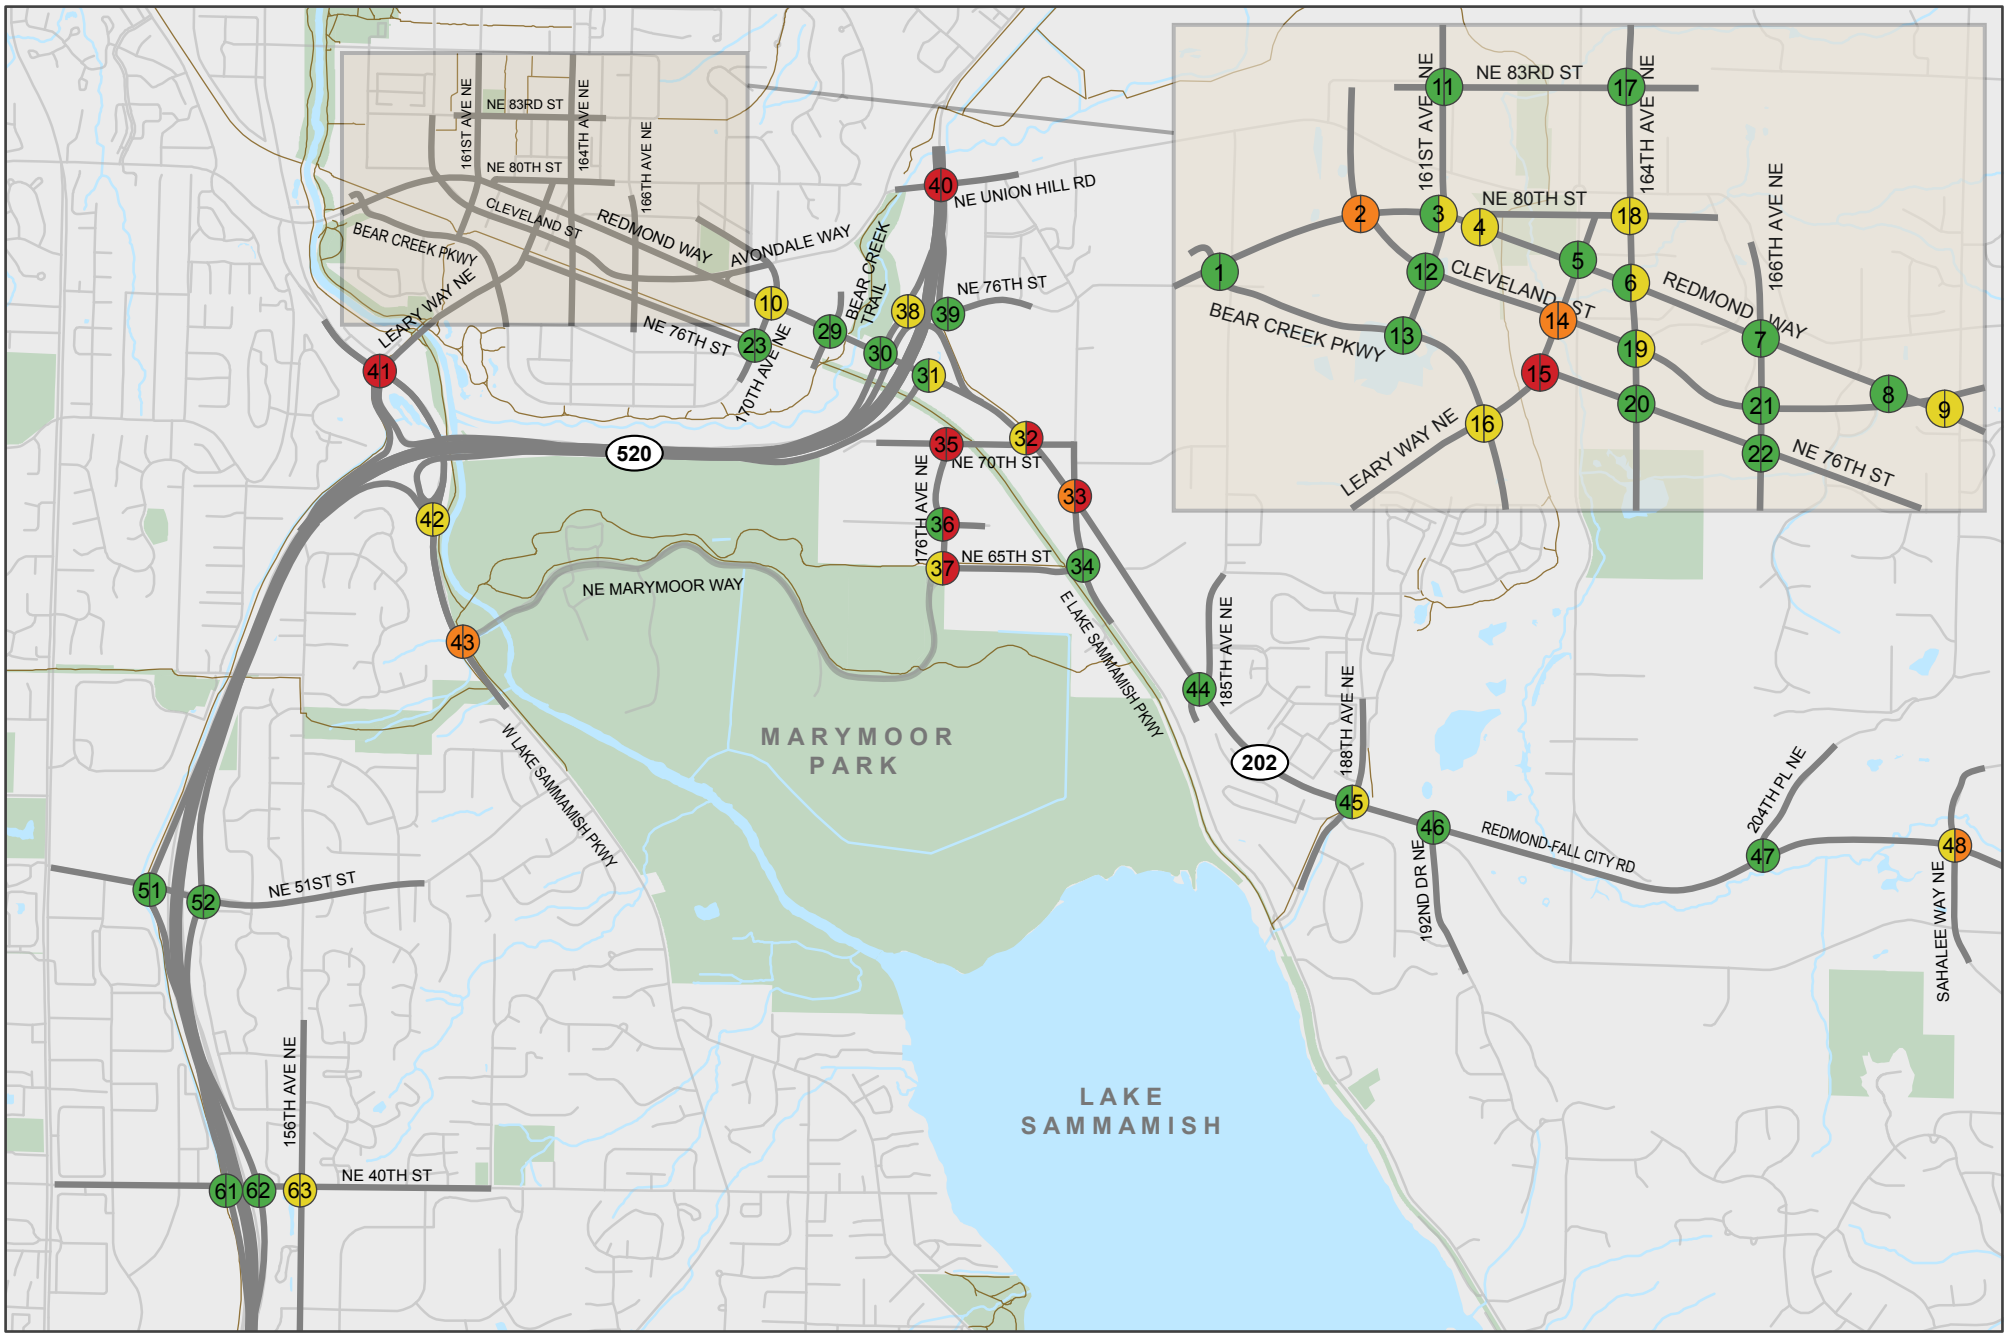 161ST AVE NE
NE 83RD ST
164TH AVE NE
166TH AVE NE
NE 80TH ST
CLEVELAND ST
REDMOND WAY
BEAR CREEK PKWY
AVONDALE WAY
LEARY WAY NE
NE 76TH ST
170TH AVE NE
BEAR CREEK
TRAIL
NE UNION HILL RD
NE 76TH ST
40
10
23
29
30
38
39
31
41
520
42
35
32
NE 70TH ST
33
176TH AVE NE
36
37
NE 65TH ST
34
NE MARYMOOR WAY
43
E LAKE SAMMAMISH PKWY
W LAKE SAMMAMISH PKWY
MARYMOOR
PARK
161ST AVE NE
11
NE 83RD ST
17
164TH AVE NE
166TH AVE NE
NE 80TH ST
2
3
4
18
1
12
5
6
CLEVELAND ST
REDMOND WAY
BEAR CREEK PKWY
13
14
19
7
15
20
21
8
9
16
22
LEARY WAY NE
NE 76TH ST
185TH AVE NE
44
202
188TH AVE NE
45
46
192ND DR NE
REDMOND-FALL CITY RD
204TH PL NE
47
48
SAHALEE WAY NE
51
52
NE 51ST ST
156TH AVE NE
61
62
63
NE 40TH ST
LAKE
SAMMAMISH